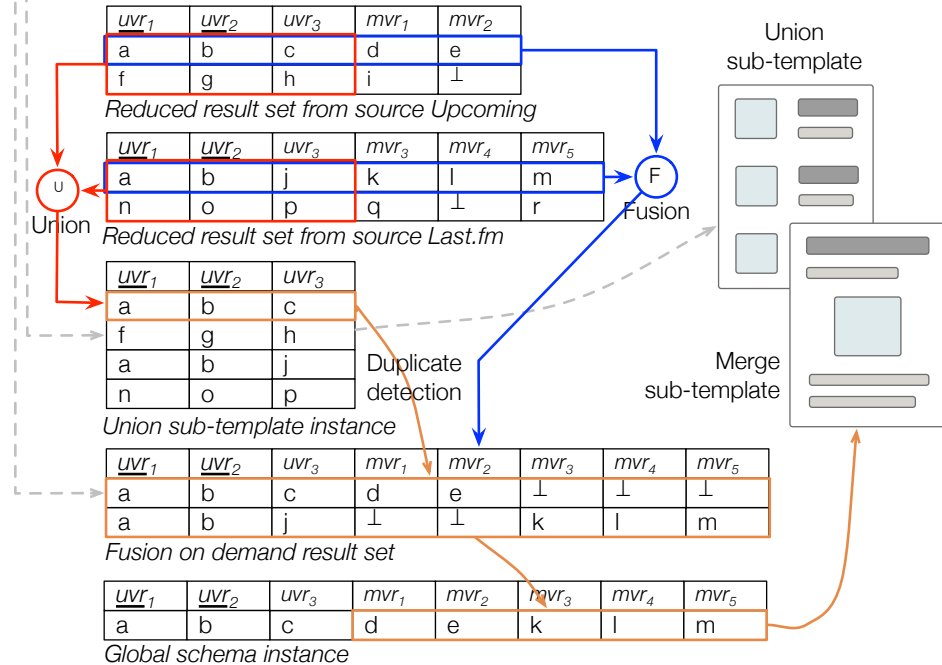 uvr1 uvr2 uvr3 mvr1 mvr2
a b c d e
f g h i ⊥
Reduced result set from source Upcoming
uvr1 uvr2 uvr3 mvr3 mvr4 mvr5
a b j k l m
n o p q ⊥ r
Reduced result set from source Last.fm
U
Union
F
Fusion
Union
sub-template
uvr1 uvr2 uvr3
a b c
f g h
a b j
n o p
Union sub-template instance
Duplicate
detection
Merge
sub-template
uvr1 uvr2 uvr3 mvr1 mvr2 mvr3 mvr4 mvr5
a b c d e ⊥ ⊥ ⊥
a b j ⊥ ⊥ k l m
Fusion on demand result set
uvr1 uvr2 uvr3 mvr1 mvr2 mvr3 mvr4 mvr5
a b c d e k l m
Global schema instance